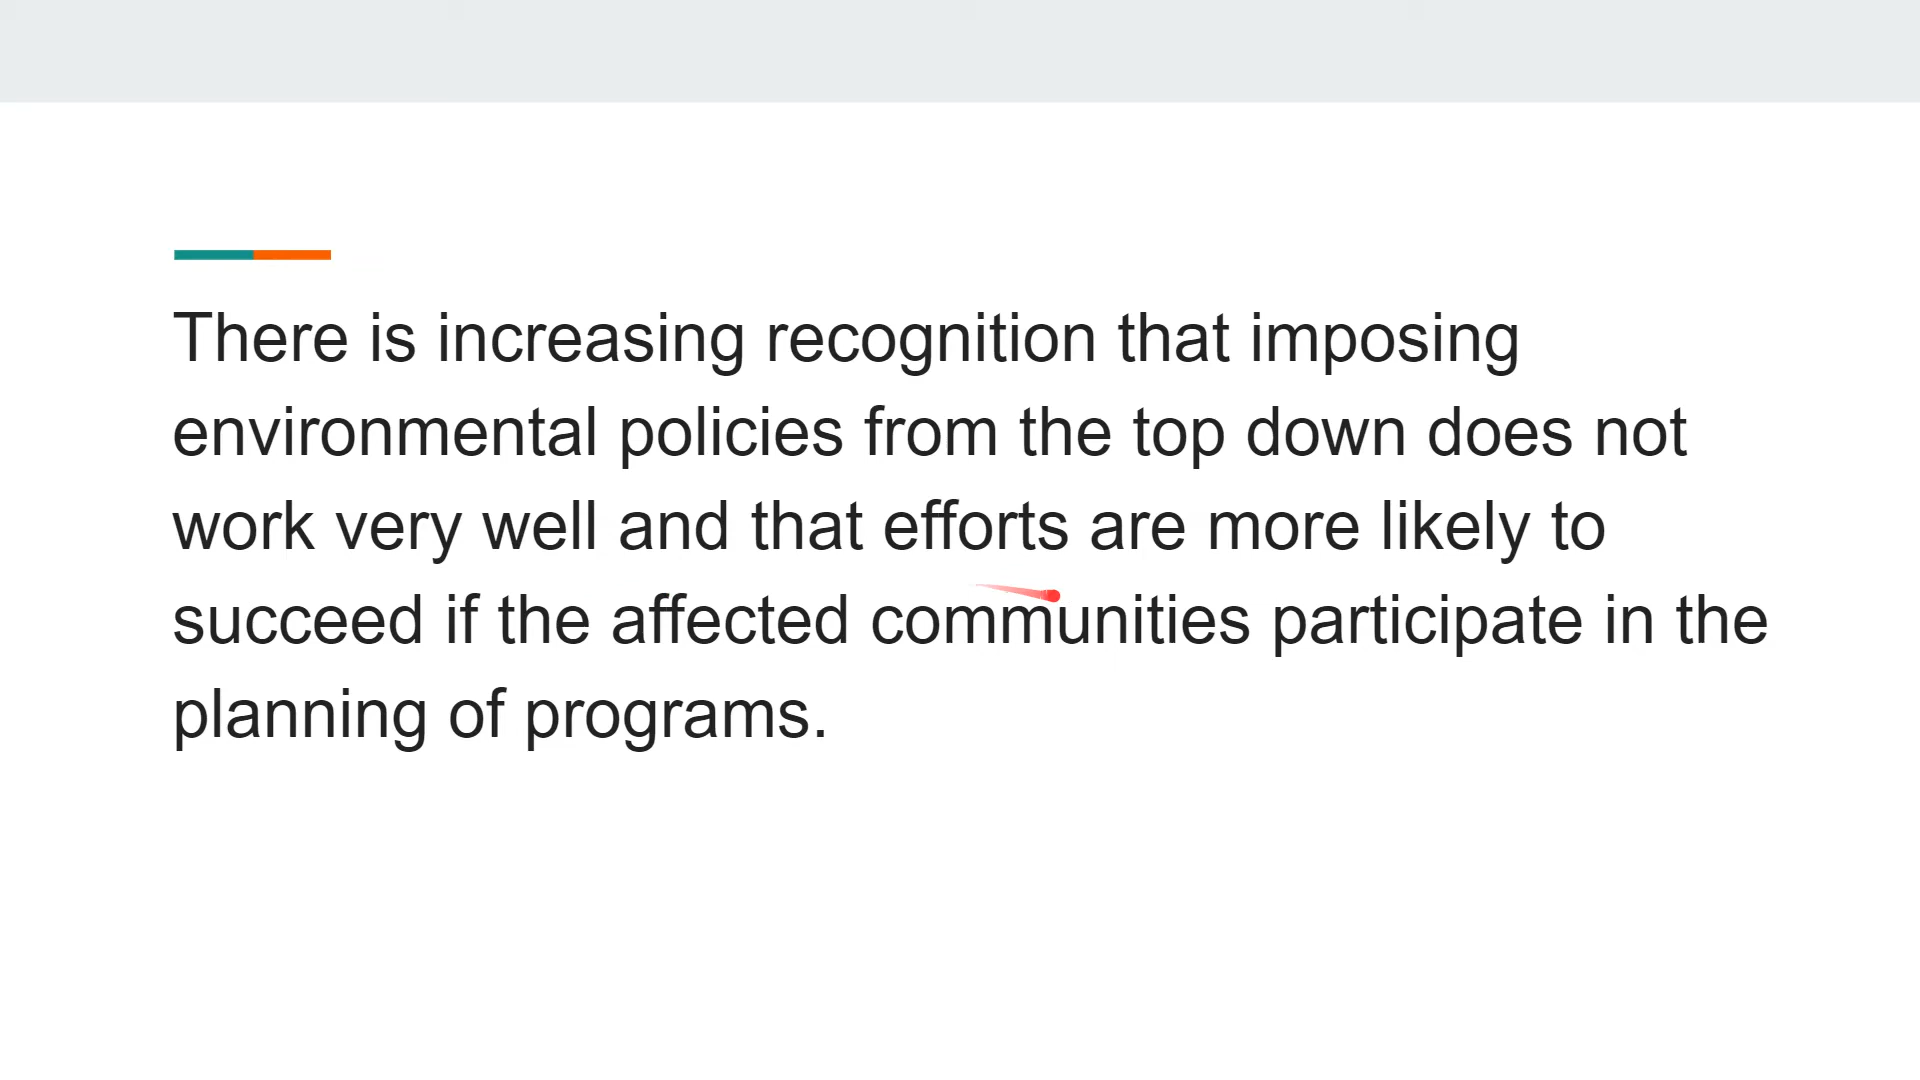 There is increasing recognition that imposing
environmental policies from the top down does not
work very well and that efforts are more likely to
succeed if the affected communities participate in the
planning of programs.